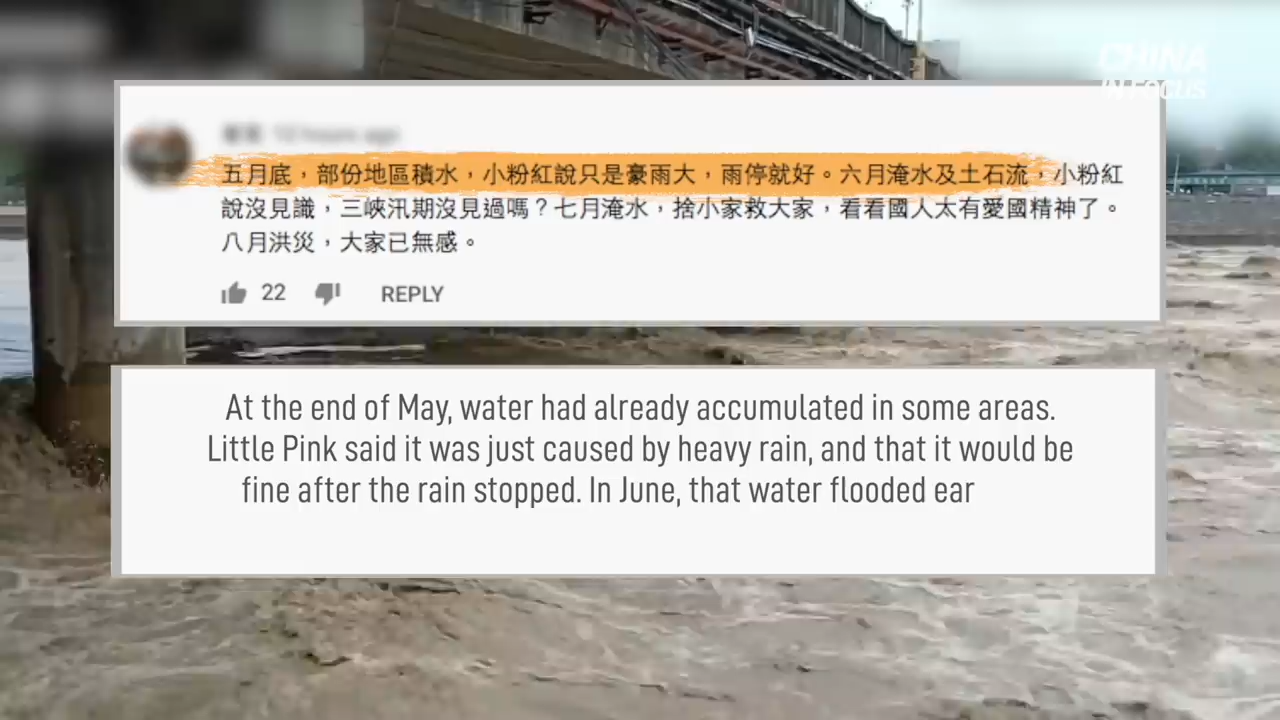 CHINA
IN FOCUS
五月底，部份地區積水，小粉紅說只是豪雨大，雨停就好。六月淹水及土石流，小粉紅
說沒見識，三峽汛期沒見過嗎？七月淹水，捨小家救大家，看看國人太有愛國精神了。
八月洪災，大家已無感。
22
REPLY
At the end of May, water had already accumulated in some areas.
Little Pink said it was just caused by heavy rain, and that it would be
fine after the rain stopped. In June, that water flooded ear